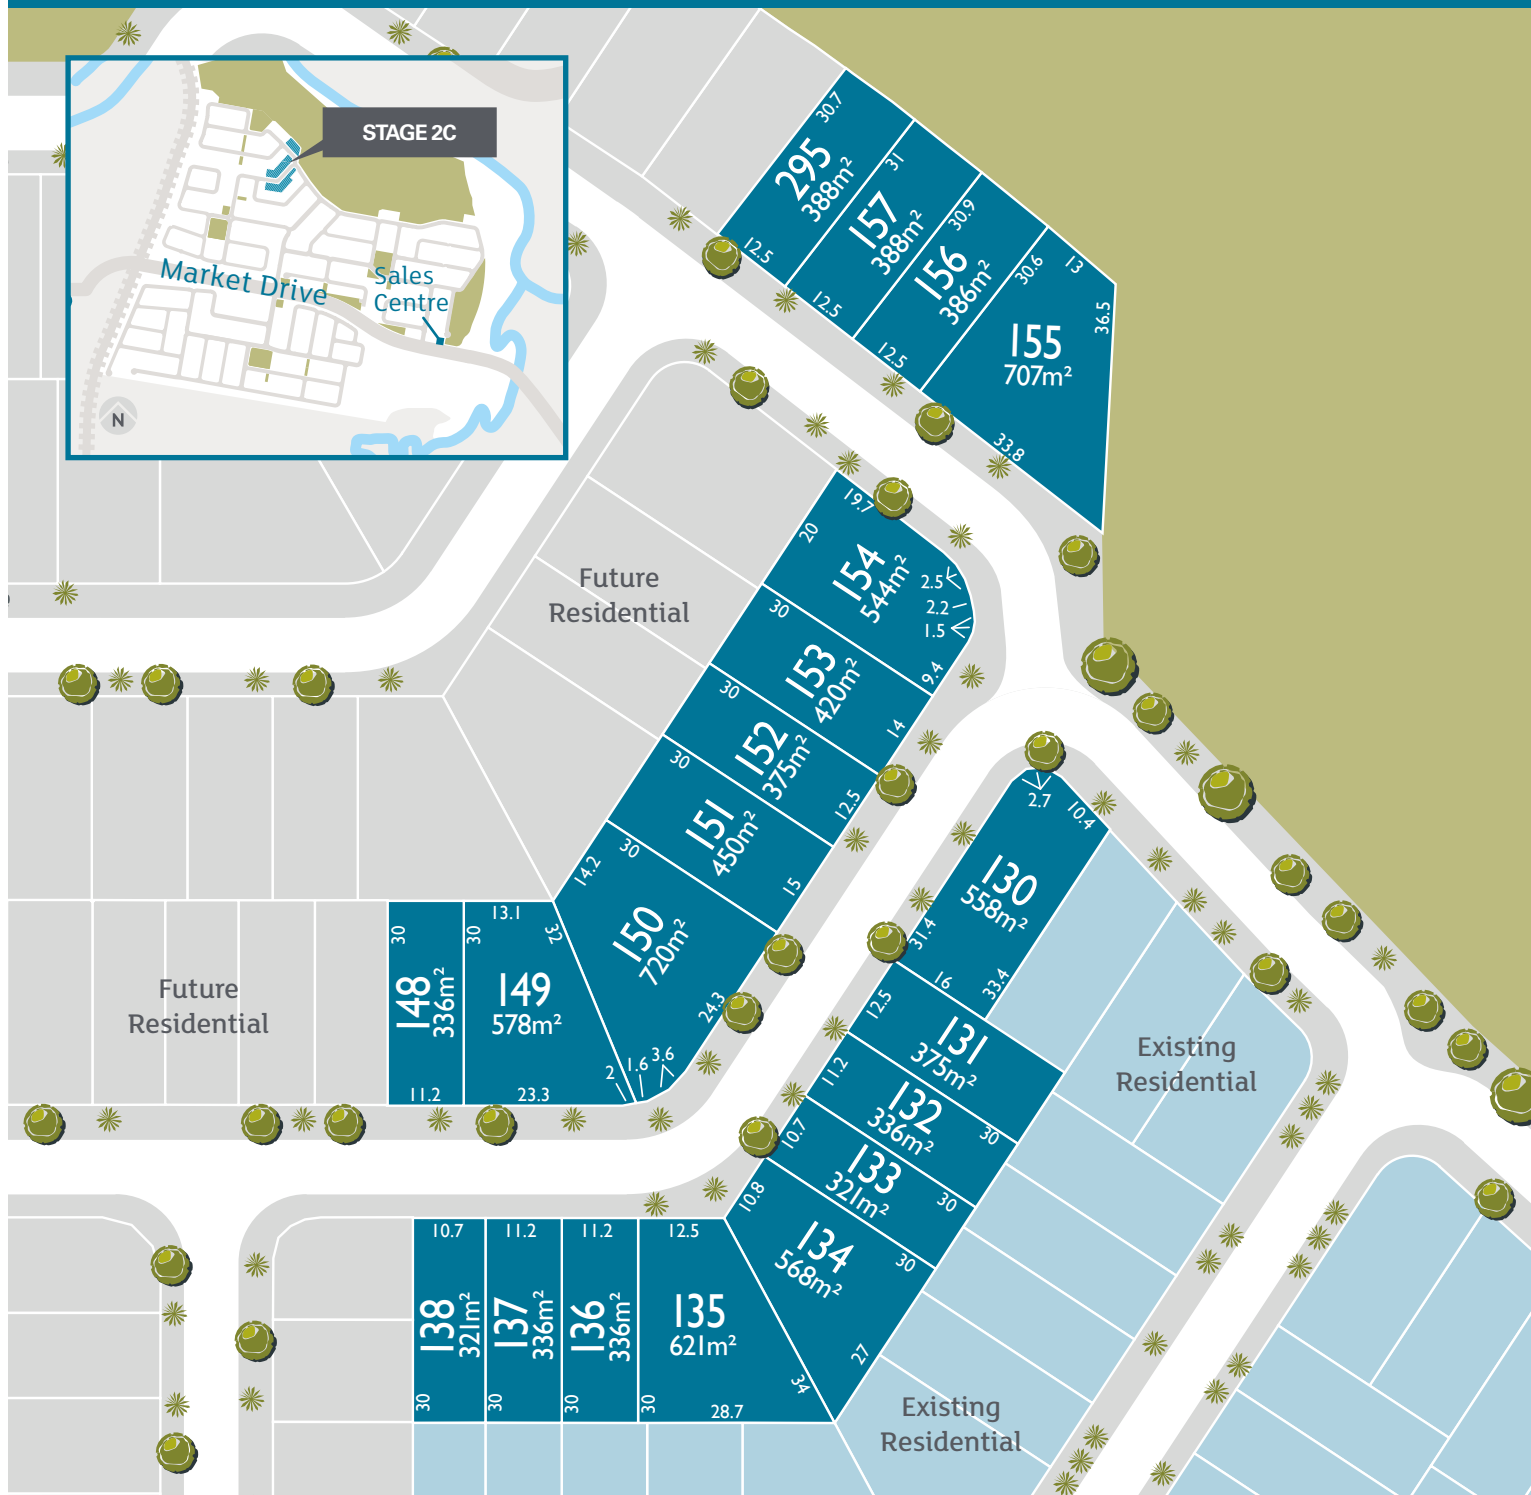 STAGE 2C
Market Drive
Sales
Centre
N
30.7
295
388m²
12.5
31
157
388m²
12.5
30.9
156
386m²
12.5
30.6
13
36.5
155
707m²
33.8
19.7
20
154
544m²
2.5
2.2
1.5
9.4
Future
Residential
30
153
420m²
14
30
152
375m²
12.5
30
151
450m²
15
14.2
30
150
720m²
24.3
3.6
1.6
2
13.1
30
30
32
148
336m²
149
578m²
11.2
23.3
Future
Residential
2.7
10.4
130
558m²
31.4
16
33.4
12.5
131
375m²
11.2
132
336m²
30
10.7
133
321m²
30
10.8
134
568m²
30
27
Existing
Residential
10.7
11.2
11.2
12.5
138
321m²
137
336m²
136
336m²
135
621m²
30
30
30
30
28.7
34
Existing
Residential